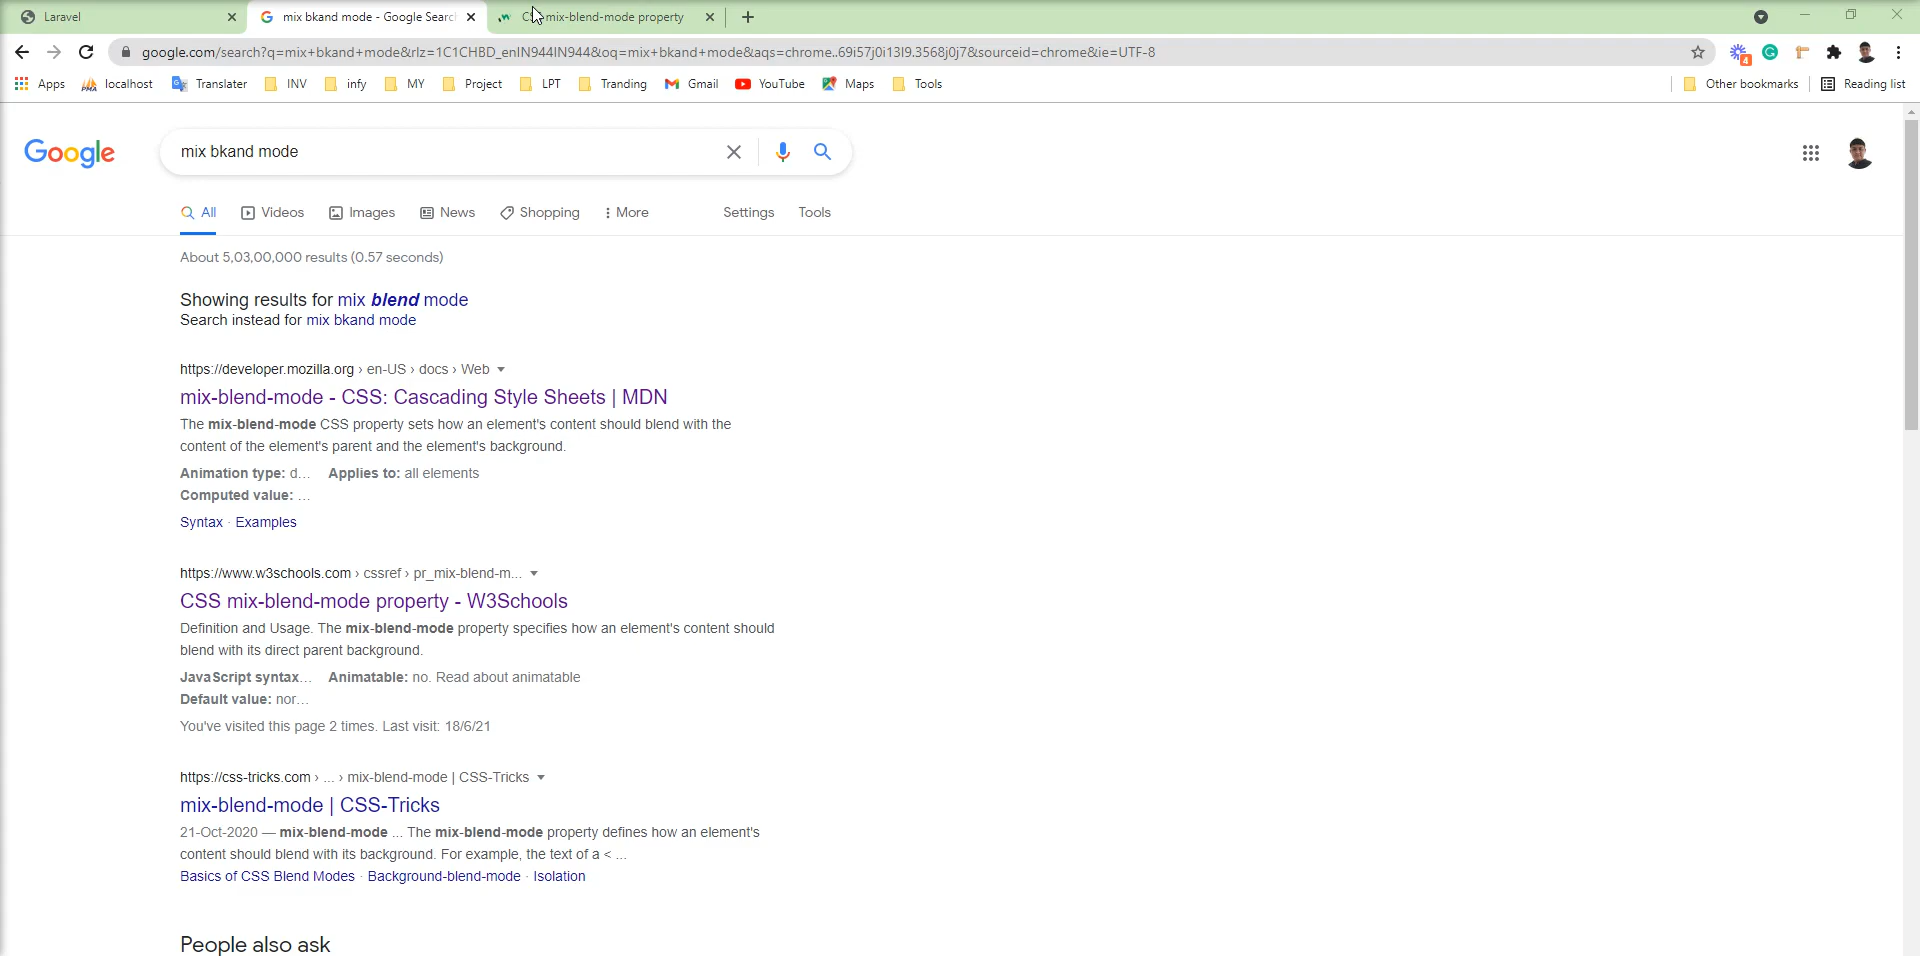 Laravel
mix bkand mode - Google Searc
mix-blend-mode property
google.com/search?q=mix+bkand+mode&rlz=1C1CHBD_enIN944IN944&oq=mix+bkand+mode&aqs=chrome..69i57j0i13l9.3568j0j7&sourceid=chrome&ie=UTF-8
4
Apps
PMA
localhost
Translater
INV
infy
MY
Project
LPT
Tranding
Gmail
YouTube
Maps
Tools
Other bookmarks
Reading list
Google
mix bkand mode
All
Videos
Images
News
Shopping
More
Settings
Tools
About 5,03,00,000 results (0.57 seconds)
Showing results for mix blend mode
Search instead for mix bkand mode
https://developer.mozilla.org › en-US › docs › Web
mix-blend-mode - CSS: Cascading Style Sheets | MDN
The mix-blend-mode CSS property sets how an element's content should blend with the
content of the element's parent and the element's background.
Animation type: d... Applies to: all elements
Computed value: ...
Syntax · Examples
https://www.w3schools.com › cssref › pr_mix-blend-m...
CSS mix-blend-mode property - W3Schools
Definition and Usage. The mix-blend-mode property specifies how an element's content should
blend with its direct parent background.
JavaScript syntax... Animatable: no. Read about animatable
Default value: nor...
You've visited this page 2 times. Last visit: 18/6/21
https://css-tricks.com › ... › mix-blend-mode | CSS-Tricks
mix-blend-mode | CSS-Tricks
21-Oct-2020 — mix-blend-mode ... The mix-blend-mode property defines how an element's
content should blend with its background. For example, the text of a < ...
Basics of CSS Blend Modes · Background-blend-mode · Isolation
People also ask